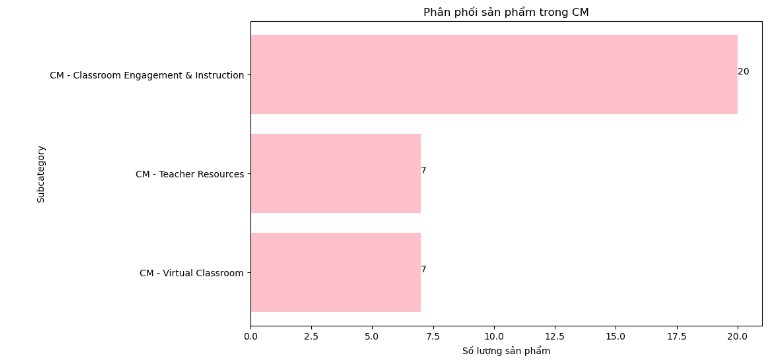 Phân phối sản phẩm trong CM
CM - Classroom Engagement & Instruction
20
CM - Teacher Resources
7
CM - Virtual Classroom
7
Subcategory
0.0 2.5 5.0 7.5 10.0 12.5 15.0 17.5 20.0
Số lượng sản phẩm